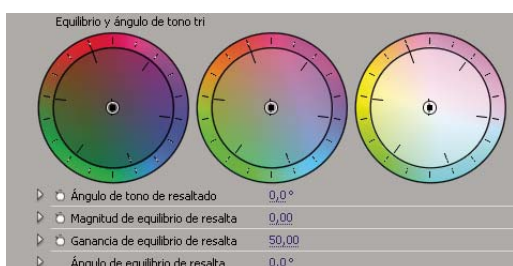 Equilibrio y ángulo de tono tri
Ángulo de tono de resaltado 0,0°
Magnitud de equilibrio de resalta 0,00
Ganancia de equilibrio de resalta 50,00
Ángulo de equilibrio de resalta 0,0°